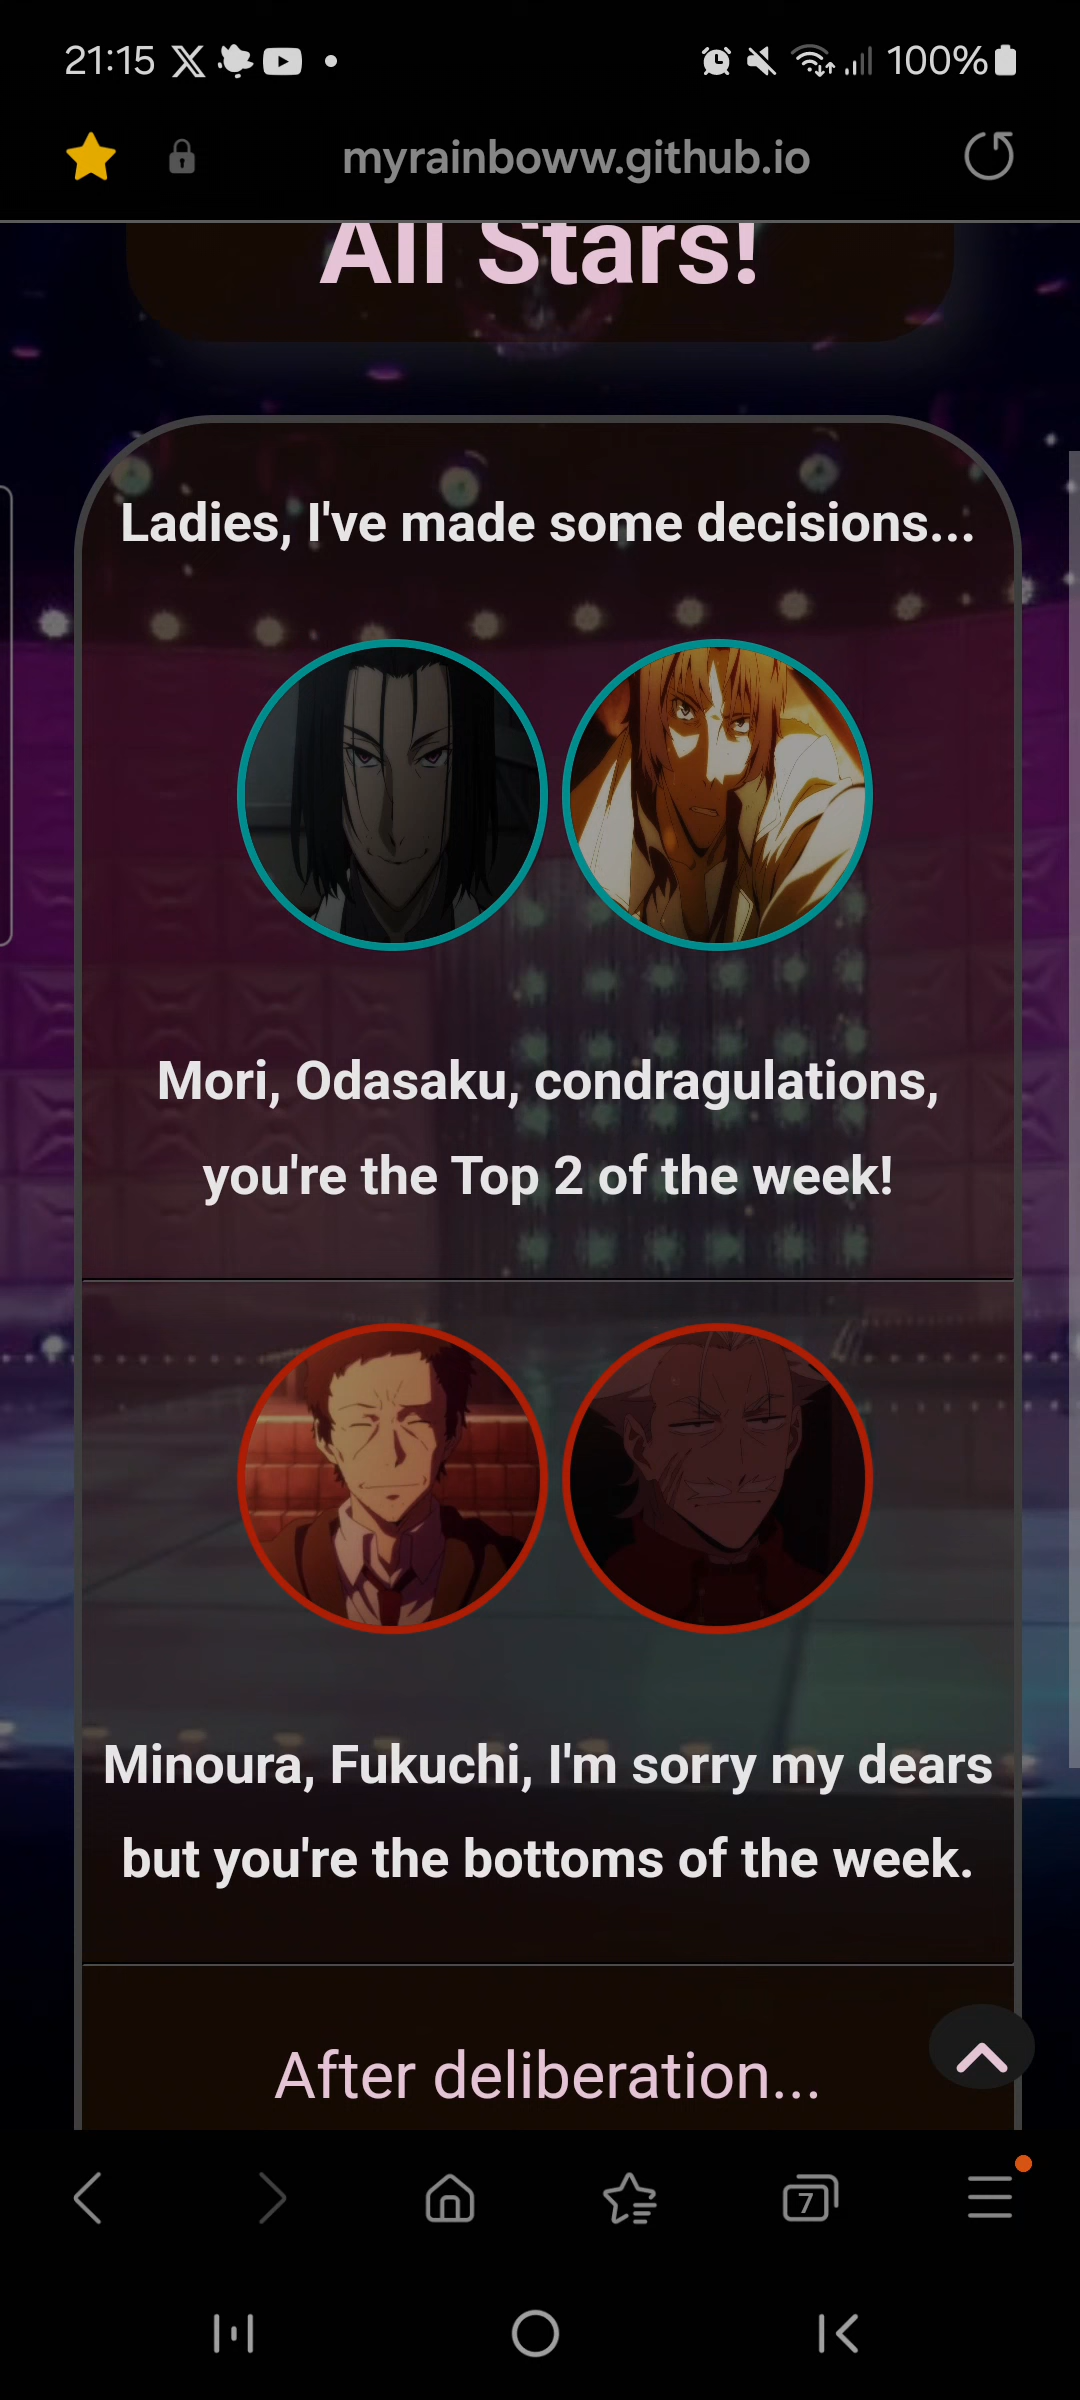 21:15
100%
myrainboww.github.io
All Stars!
Ladies, I've made some decisions...
Mori, Odasaku, condragulations,
you're the Top 2 of the week!
Minoura, Fukuchi, I'm sorry my dears
but you're the bottoms of the week.
After deliberation...
7